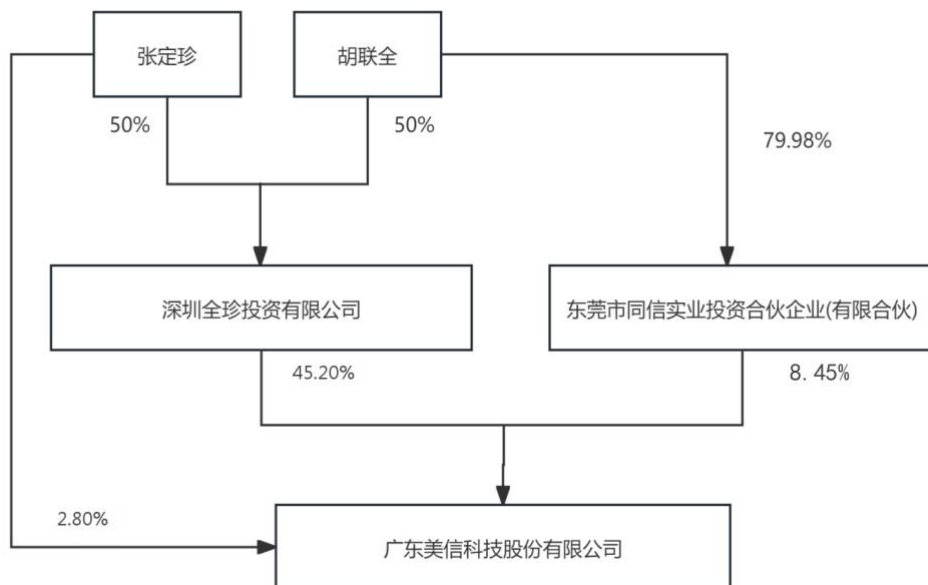 张定珍
胡联全
50%
50%
79.98%
深圳全珍投资有限公司
东莞市同信实业投资合伙企业(有限合伙)
45.20%
8.45%
2.80%
广东美信科技股份有限公司